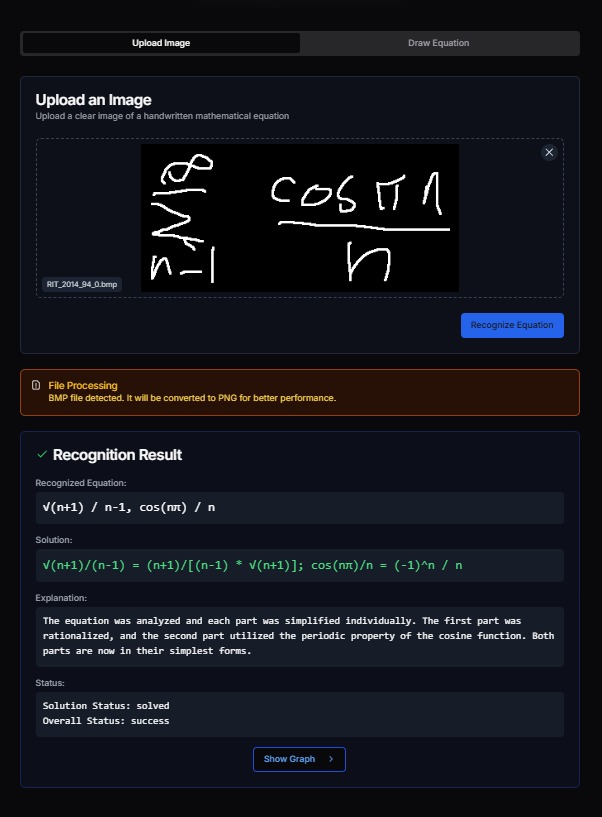 Upload Image
Draw Equation
Upload an Image
Upload a clear image of a handwritten mathematical equation
∞
∑
n-1
cos π 1
n
RIT_2014_94_0.bmp
Recognize Equation
File Processing
BMP file detected. It will be converted to PNG for better performance.
Recognition Result
Recognized Equation:
√(n+1) / n-1, cos(nπ) / n
Solution:
√(n+1)/(n-1) = (n+1)/[(n-1) * √(n+1)]; cos(nπ)/n = (-1)^n / n
Explanation:
The equation was analyzed and each part was simplified individually. The first part was
rationalized, and the second part utilized the periodic property of the cosine function. Both
parts are now in their simplest forms.
Status:
Solution Status: solved
Overall Status: success
Show Graph